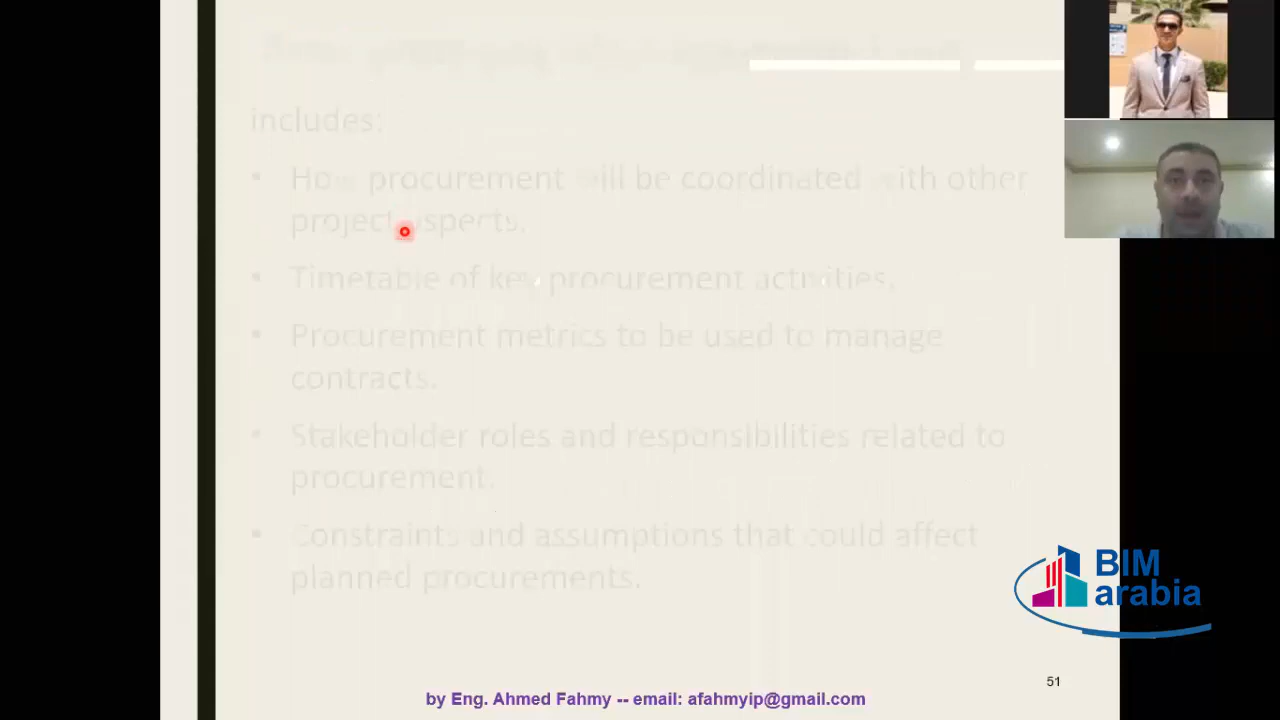 includes:
• How procurement will be coordinated with other
project aspects.
• Timetable of key procurement activities.
• Procurement metrics to be used to manage
contracts.
• Stakeholder roles and responsibilities related to
procurement.
• Constraints and assumptions that could affect
planned procurements.
BIM
arabia
51
by Eng. Ahmed Fahmy -- email: afahmyip@gmail.com